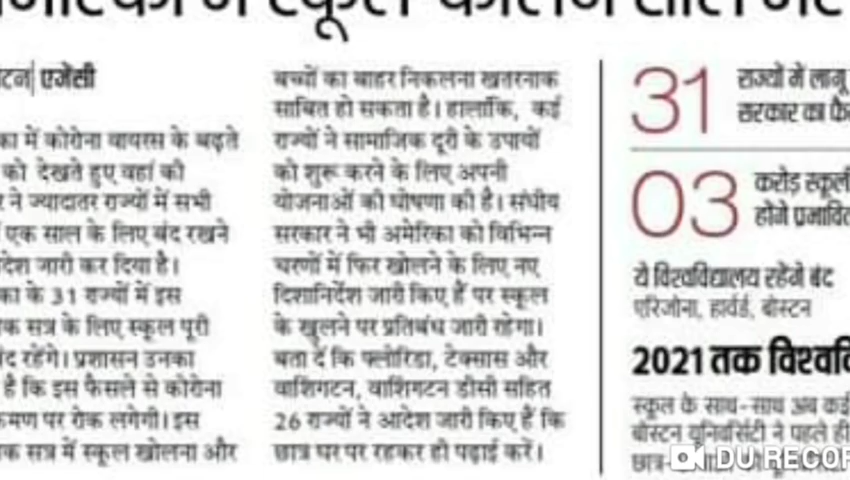 स्कूल कॉलेज साल भर
टन| एजेंसी
का में कोरोना वायरस के बढ़ते
को देखते हुए वहां की
र ने ज्यादातर राज्यों में सभी
एक साल के लिए बंद रखने
देश जारी कर दिया है।
का के 31 राज्यों में इस
क सत्र के लिए स्कूल पूरी
बंद रहेंगे। प्रशासन उनका
है कि इस फैसले से कोरोना
क्रमण पर रोक लगेगी। इस
क सत्र में स्कूल खोलना और
बच्चों का बाहर निकलना खतरनाक
साबित हो सकता है। हालांकि, कई
राज्यों ने सामाजिक दूरी के उपायों
को शुरू करने के लिए अपनी
योजनाओं की घोषणा की है। संघीय
सरकार ने भी अमेरिका को विभिन्न
चरणों में फिर खोलने के लिए नए
दिशानिर्देश जारी किए हैं पर स्कूल
के खुलने पर प्रतिबंध जारी रहेगा।
बता दें कि फ्लोरिडा, टेक्सास और
वाशिगटन, वाशिगटन डीसी सहित
26 राज्यों ने आदेश जारी किए हैं कि
छात्र घर पर रहकर ही पढ़ाई करें।
31 राज्यों में लागू
सरकार का फै
03 करोड़ स्कूली
होंगे प्रभावित
ये विश्वविद्यालय रहेंगे बंद
एरिजोना, हार्वर्ड, बोस्टन
2021 तक विश्ववि
स्कूल के साथ-साथ अब कई
बोस्टन यूनिवर्सिटी ने पहले ही
छात्र-
DU RECOR